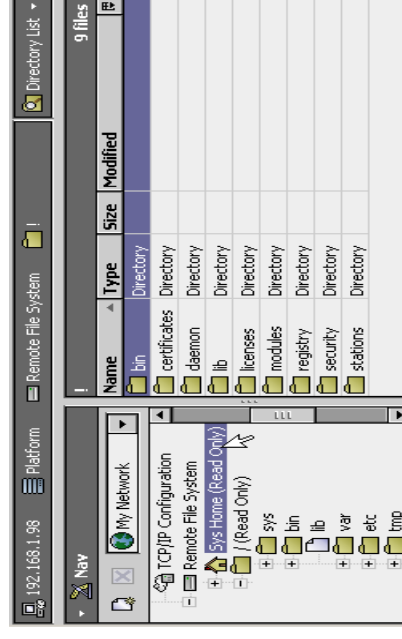 192.168.1.98 Platform Remote File System ! Directory List
Nav
My Network
TCP/IP Configuration
Remote File System
Sys Home (Read Only)
/ (Read Only)
sys
bin
lib
var
etc
tmp
! 9 files
Name Type Size Modified
bin Directory
certificates Directory
daemon Directory
lib Directory
licenses Directory
modules Directory
registry Directory
security Directory
stations Directory